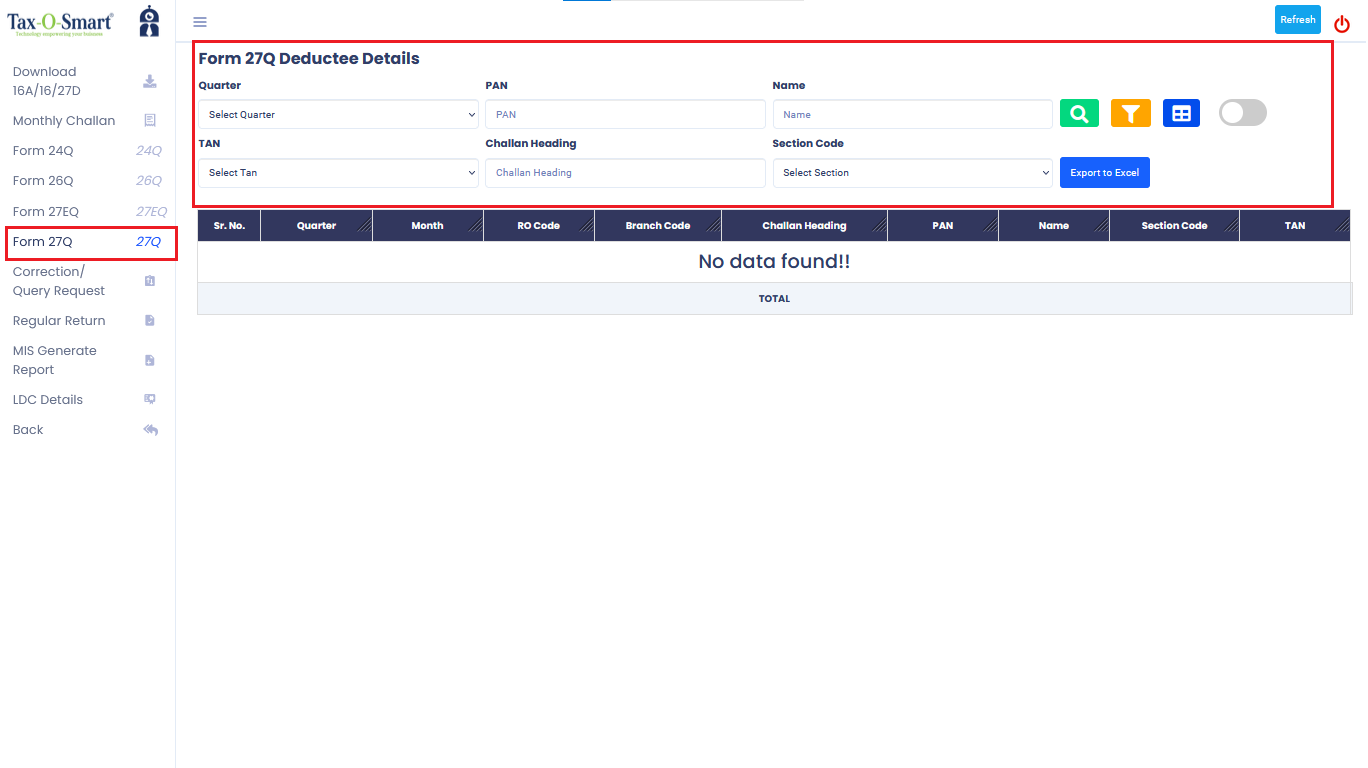 Tax-O-Smart®
Technology empowering your business
Refresh
Download
16A/16/27D
Monthly Challan
Form 24Q 24Q
Form 26Q 26Q
Form 27EQ 27EQ
Form 27Q 27Q
Correction/
Query Request
Regular Return
MIS Generate
Report
LDC Details
Back
Form 27Q Deductee Details
Quarter PAN Name
Select Quarter PAN Name
TAN Challan Heading Section Code
Select Tan Challan Heading Select Section Export to Excel
Sr. No. Quarter Month RO Code Branch Code Challan Heading PAN Name Section Code TAN
No data found!!
TOTAL